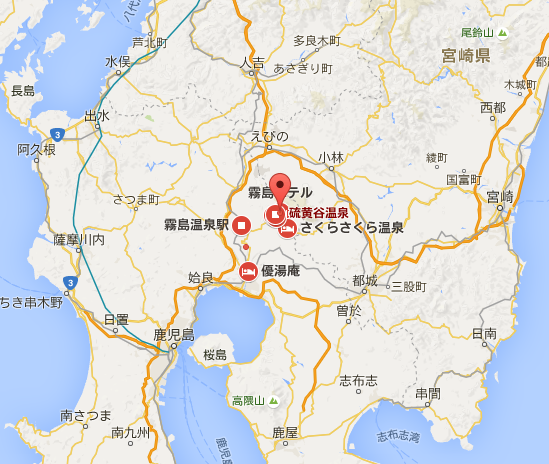 八代
芦北町
多良木町
尾鈴山
宮崎県
水俣
人吉
あさぎり町
木城町
長島
出水
西都
3
阿久根
えびの
小林
綾町
国富町
さつま町
霧島ホテル
宮崎
硫黄谷温泉
霧島温泉駅
さくらさくら温泉
薩摩川内
優湯庵
3
姶良
都城
三股町
ちき串木野
日置
曽於
鹿児島
日南
桜島
志布志
高隈山
串間
南さつま
南九州
鹿屋
志布志湾
鹿児島